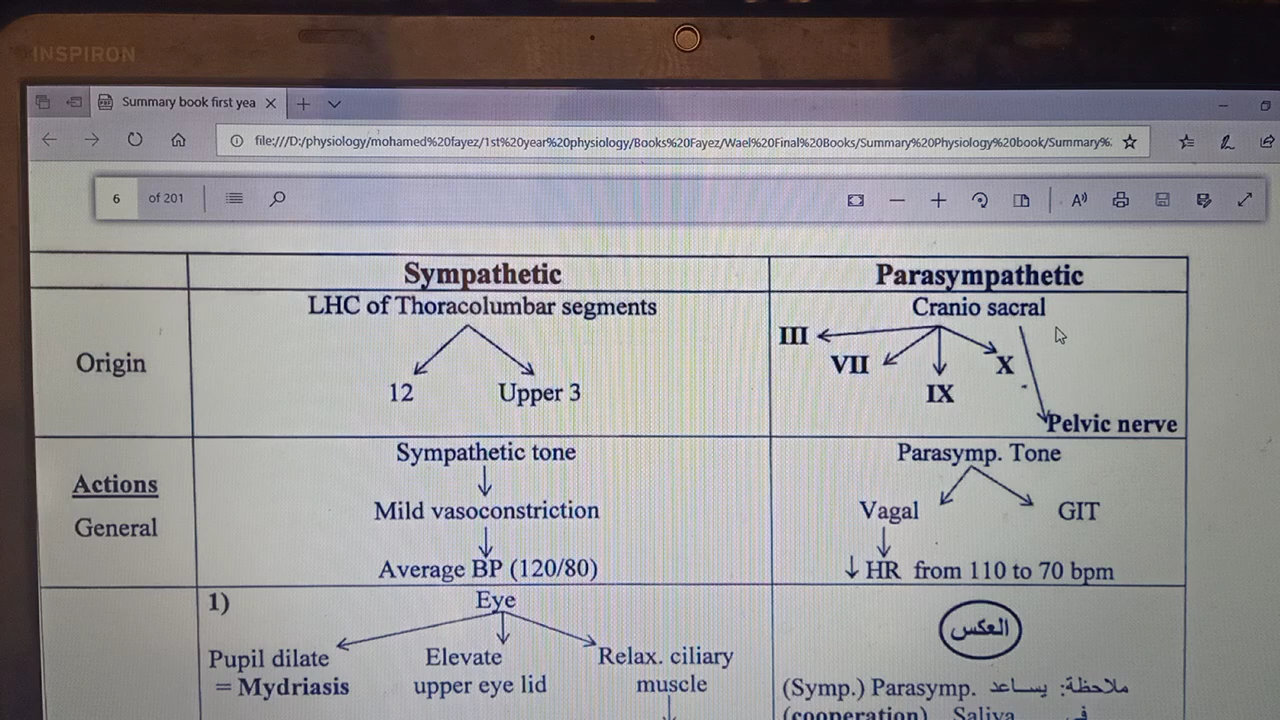 INSPIRON
Summary book first yea
file:///D:/physiology/mohamed%20fayez/1st%20year%20physiology/Books%20Fayez/Wael%20Final%20Books/Summary%20Physiology%20book/Summary%
6 of 201
Sympathetic
Parasympathetic
Origin
LHC of Thoracolumbar segments
12
Upper 3
Cranio sacral
III
VII
IX
X
Pelvic nerve
Actions
General
Sympathetic tone
Mild vasoconstriction
Average BP (120/80)
Parasymp. Tone
Vagal
GIT
↓ HR from 110 to 70 bpm
1)
Eye
Pupil dilate
= Mydriasis
Elevate
upper eye lid
Relax. ciliary
muscle
العكس
ملاحظة: يساعد (Symp.) Parasymp.
(cooperation) Saliva في